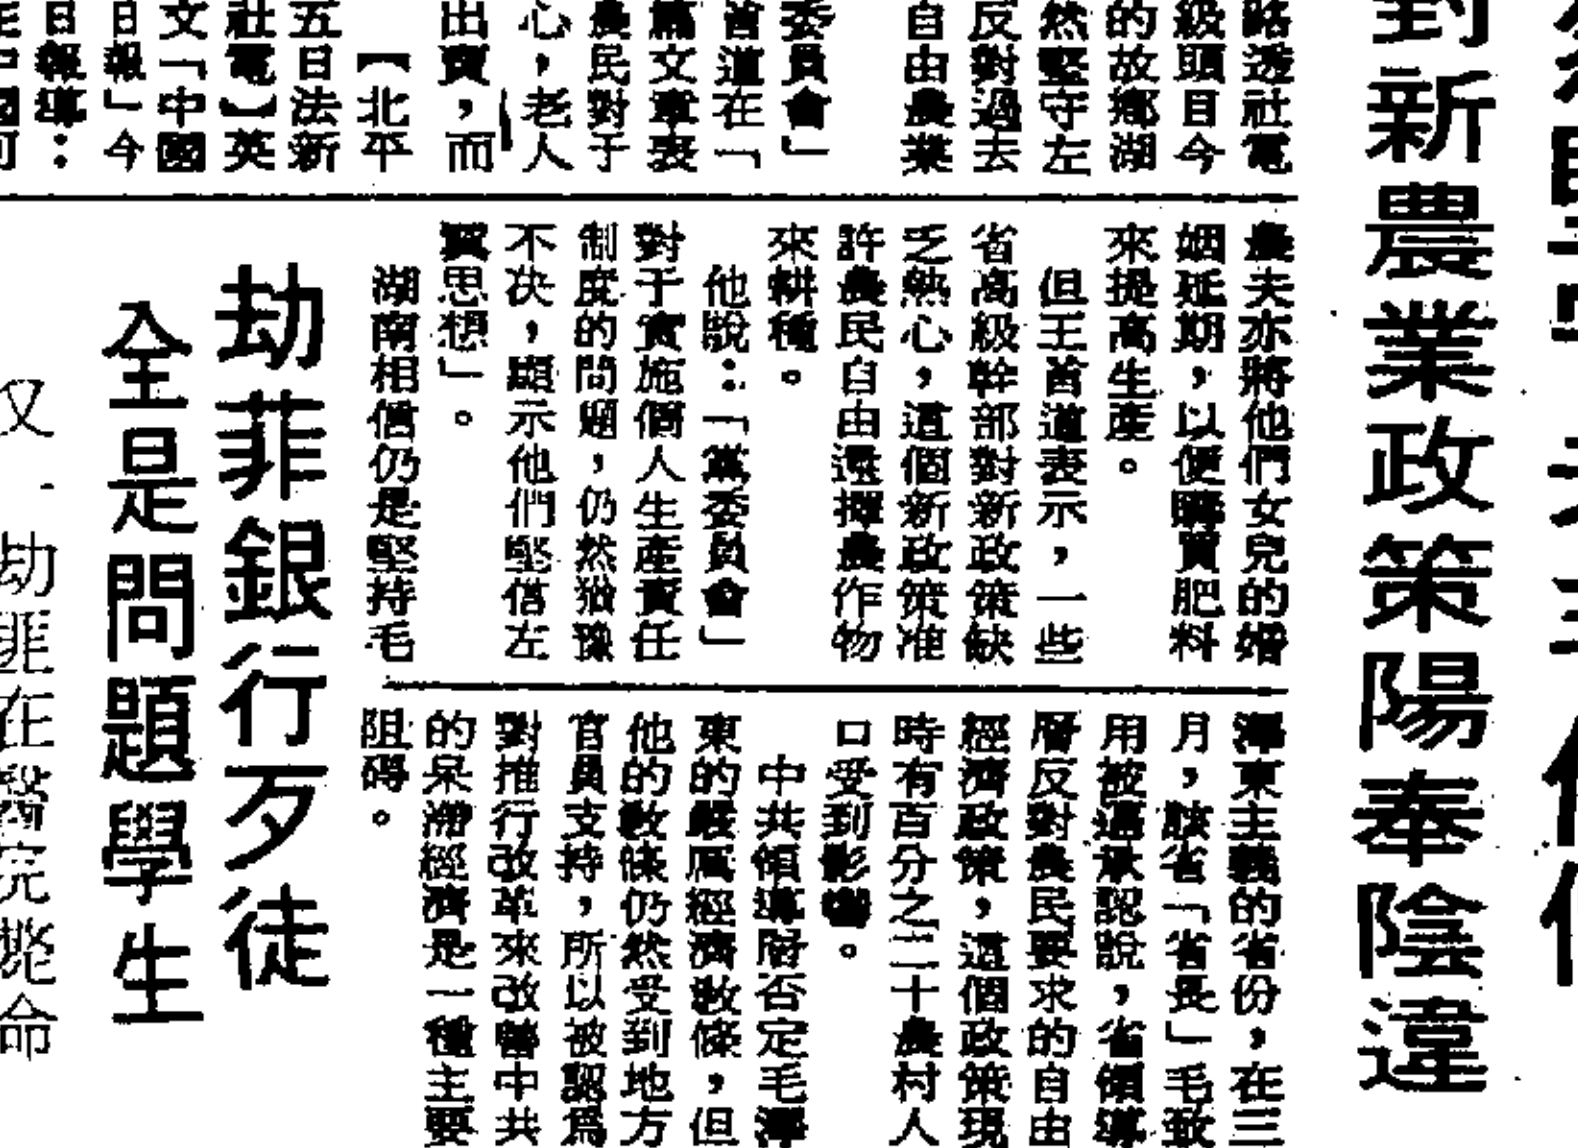 對新農業政策陽奉陰違
路透社電
級頭目今
的故鄉湖
然堅守左
反對過去
自由農業
委員會」
首道在「
篇文章表
農民對于
心，老人
出賣，而
【北平
五日法新
社電】英
文「中國
日報」今
日報導：
農夫亦將他們女兒的婚
姻延期，以便購買肥料
來提高生產。
但王首道表示，一些
省高級幹部對新政策缺
乏熱心，這個新政策准
許農民自由選擇農作物
來耕種。
他說：「黨委員會」
對于實施個人生產責任
制度的問題，仍然猶豫
不決，顯示他們堅信左
翼思想」。
湖南相信仍是堅持毛
澤東主義的省份，在三
月，該省「省長」毛致
用被逼承認說，省領導
層反對農民要求的自由
經濟政策，這個政策現
時有百分之二十農村人
口受到影響。
中共領導層否定毛澤
東的嚴厲經濟教條，但
他的教條仍然受到地方
官員支持，所以被認爲
對推行改革來改善中共
的呆滯經濟是一種主要
阻碍。
劫菲銀行歹徒
全是問題學生
又一劫匪在醫院斃命